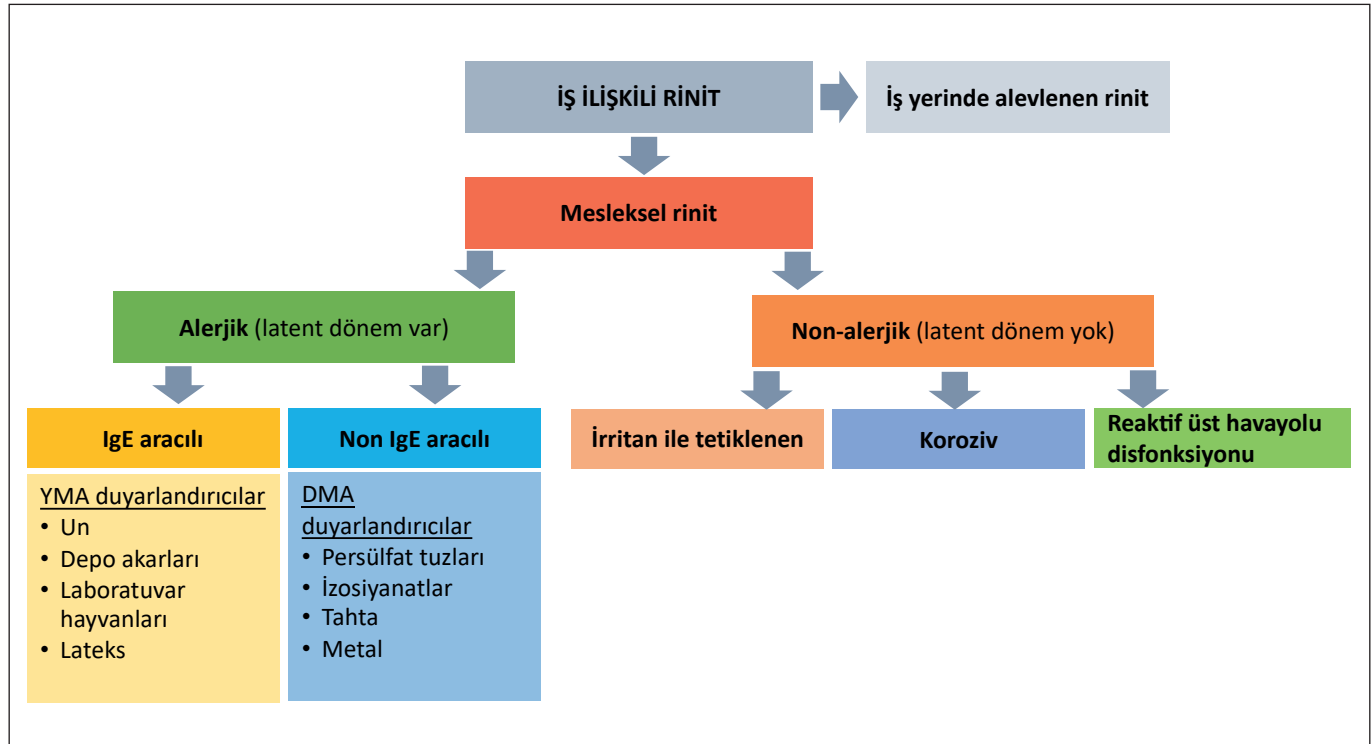 İŞ İLİŞKİLİ RİNİT
İş yerinde alevlenen rinit
Mesleksel rinit
Alerjik (latent dönem var)
Non-alerjik (latent dönem yok)
IgE aracılı
Non IgE aracılı
İrritan ile tetiklenen
Koroziv
Reaktif üst havayolu
disfonksiyonu
YMA duyarlandırıcılar
• Un
• Depo akarları
• Laboratuvar
hayvanları
• Lateks
DMA
duyarlandırıcılar
• Persülfat tuzları
• İzosiyanatlar
• Tahta
• Metal